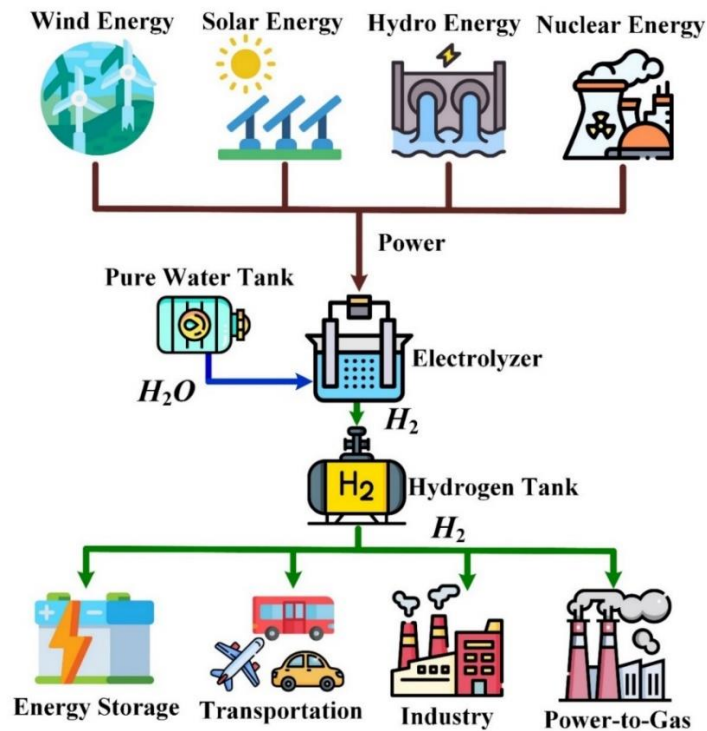 Wind Energy
Solar Energy
Hydro Energy
Nuclear Energy
Power
Pure Water Tank
Electrolyzer
H₂O
H₂
H₂
Hydrogen Tank
H₂
Energy Storage
Transportation
Industry
Power-to-Gas